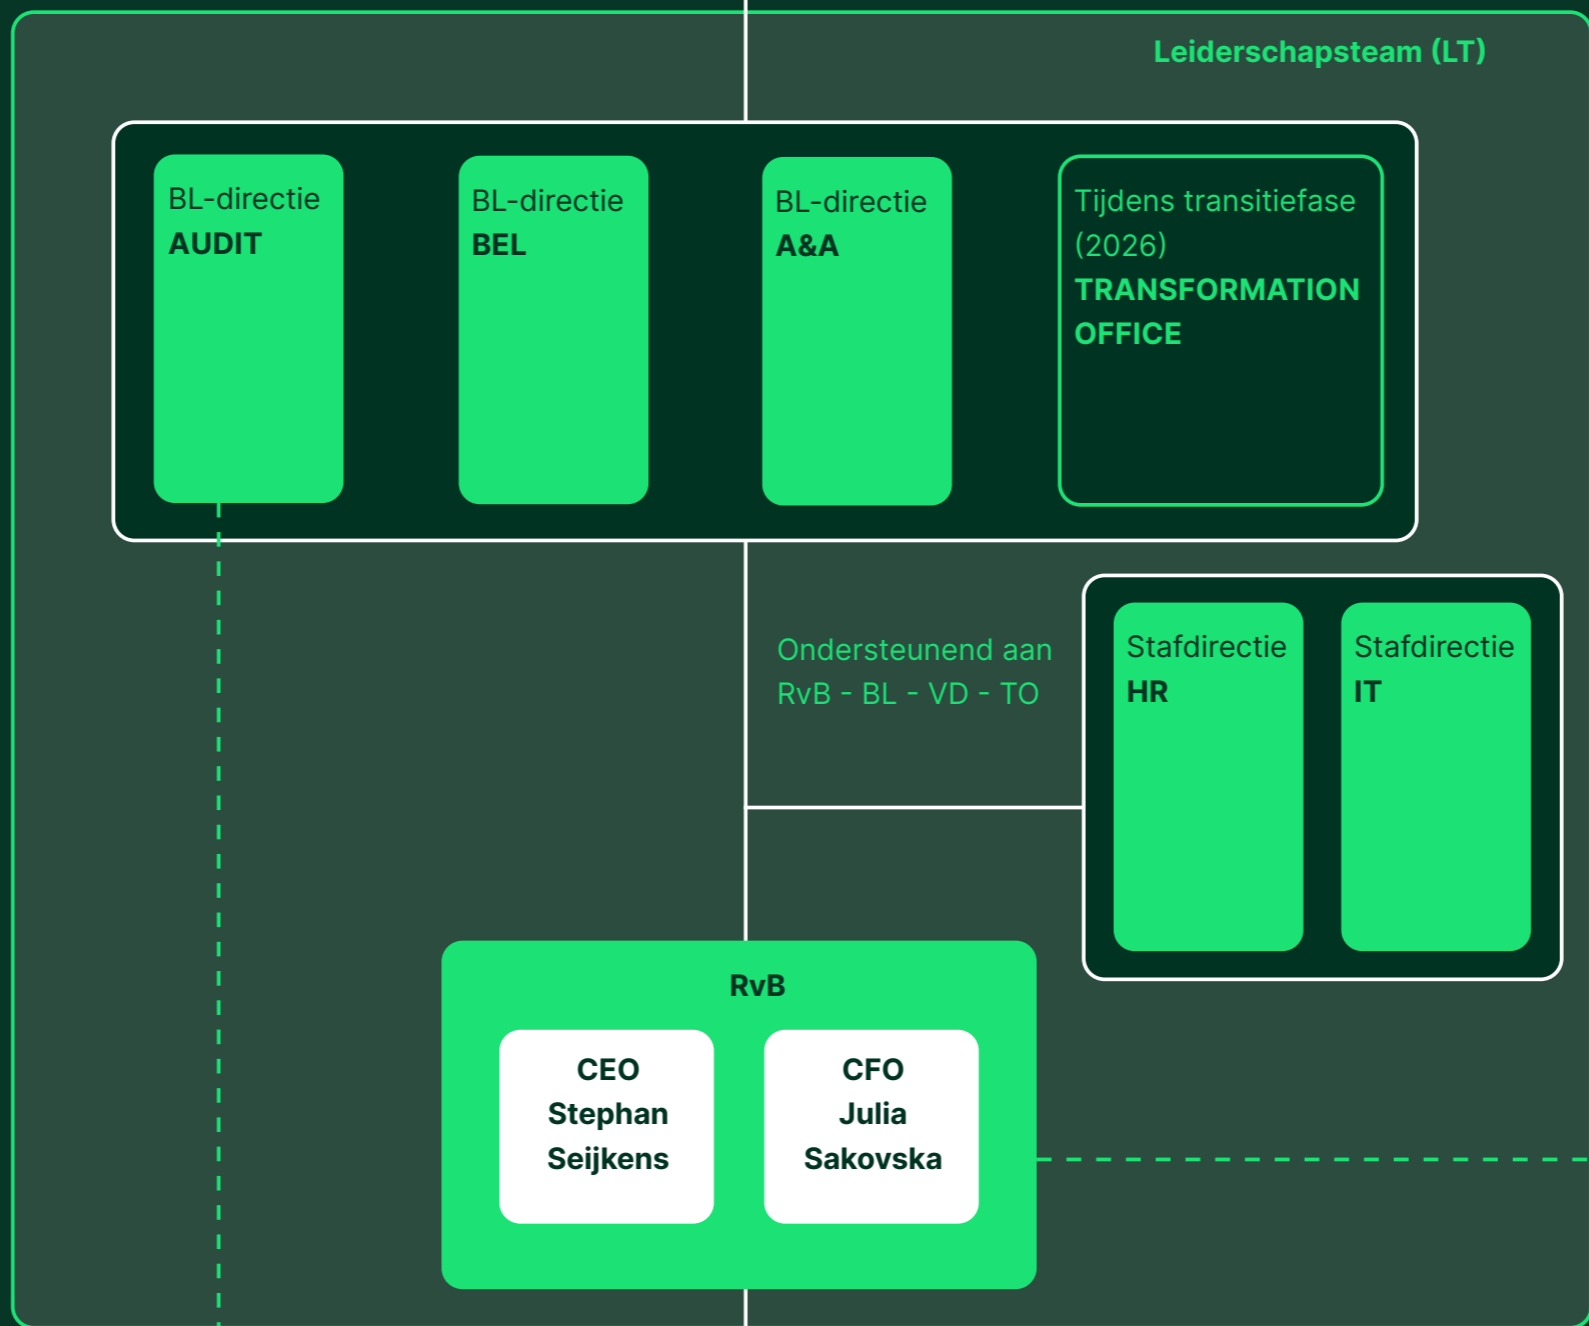 Leiderschapsteam (LT)
BL-directie
AUDIT
BL-directie
BEL
BL-directie
A&A
Tijdens transitiefase
(2026)
TRANSFORMATION
OFFICE
Ondersteunend aan
RvB - BL - VD - TO
Stafdirectie
HR
Stafdirectie
IT
RvB
CEO
Stephan
Seijkens
CFO
Julia
Sakovska